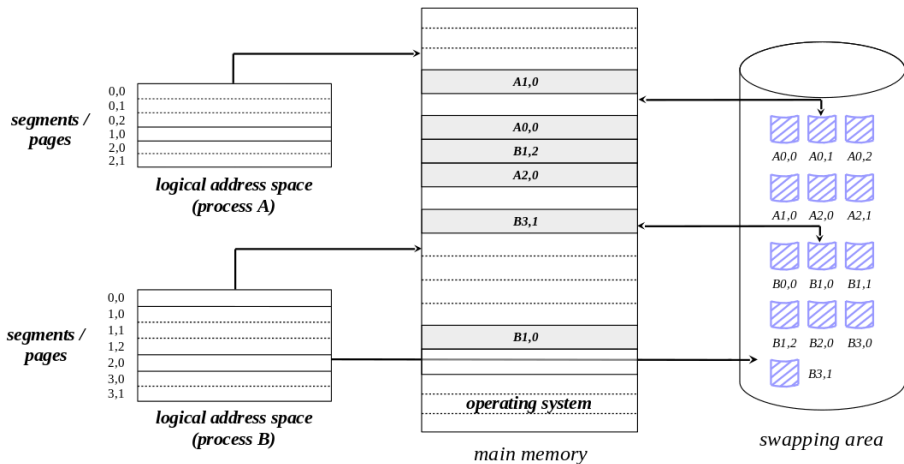 0,0
0,1
0,2
1,0
2,0
2,1
segments /
pages
logical address space
(process A)
0,0
1,0
1,1
1,2
2,0
3,0
3,1
segments /
pages
logical address space
(process B)
A1,0
A0,0
B1,2
A2,0
B3,1
B1,0
operating system
main memory
A0,0 A0,1 A0,2
A1,0 A2,0 A2,1
B0,0 B1,0 B1,1
B1,2 B2,0 B3,0
B3,1
swapping area